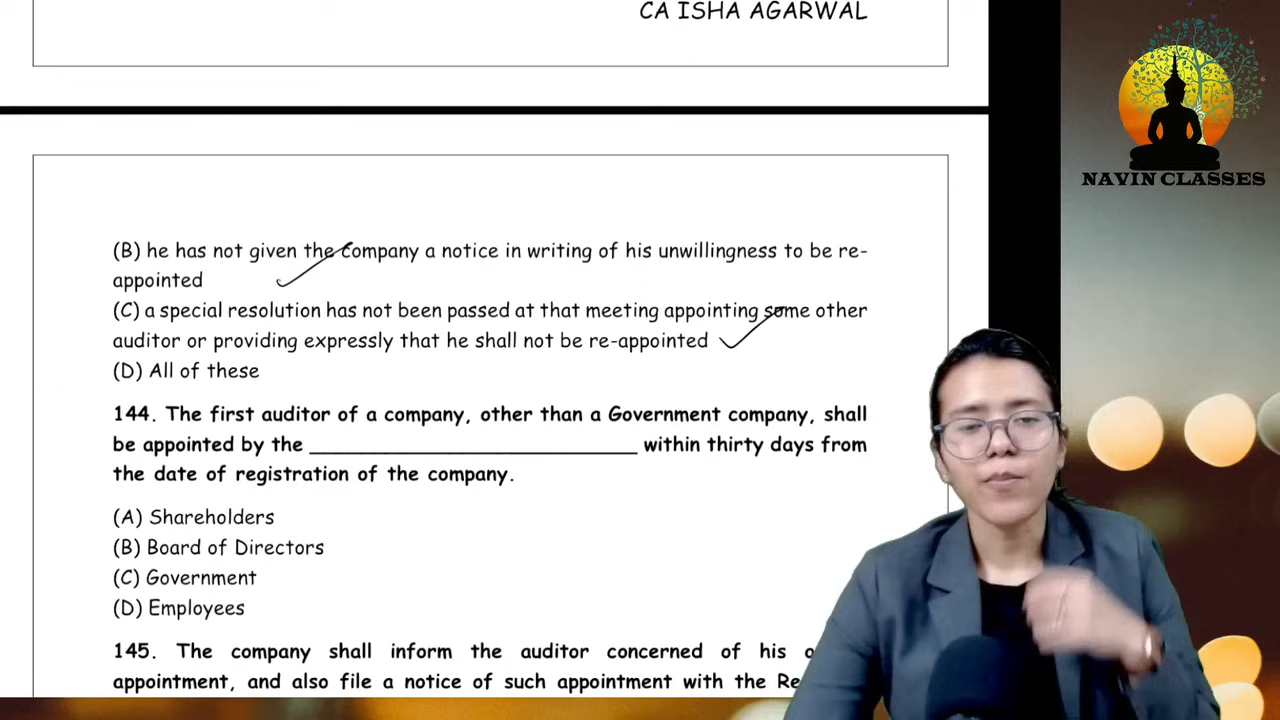 CA ISHA AGARWAL
NAVIN CLASSES
(B) he has not given the company a notice in writing of his unwillingness to be re-
appointed
(C) a special resolution has not been passed at that meeting appointing some other
auditor or providing expressly that he shall not be re-appointed
(D) All of these
144. The first auditor of a company, other than a Government company, shall
be appointed by the ______________________________ within thirty days from
the date of registration of the company.
(A) Shareholders
(B) Board of Directors
(C) Government
(D) Employees
145. The company shall inform the auditor concerned of his
appointment, and also file a notice of such appointment with the